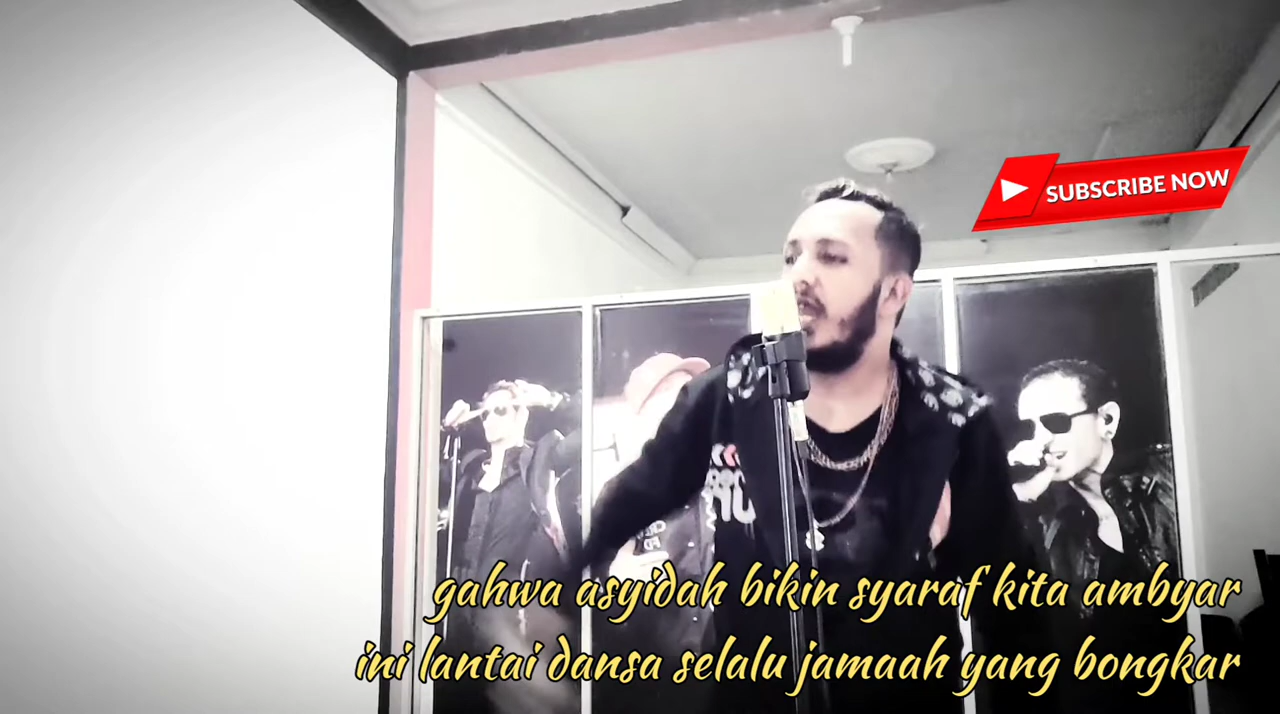 SUBSCRIBE NOW
gahwa asyidah bikin syaraf kita ambyar
ini lantai dansa selalu jamaah yang bongkar